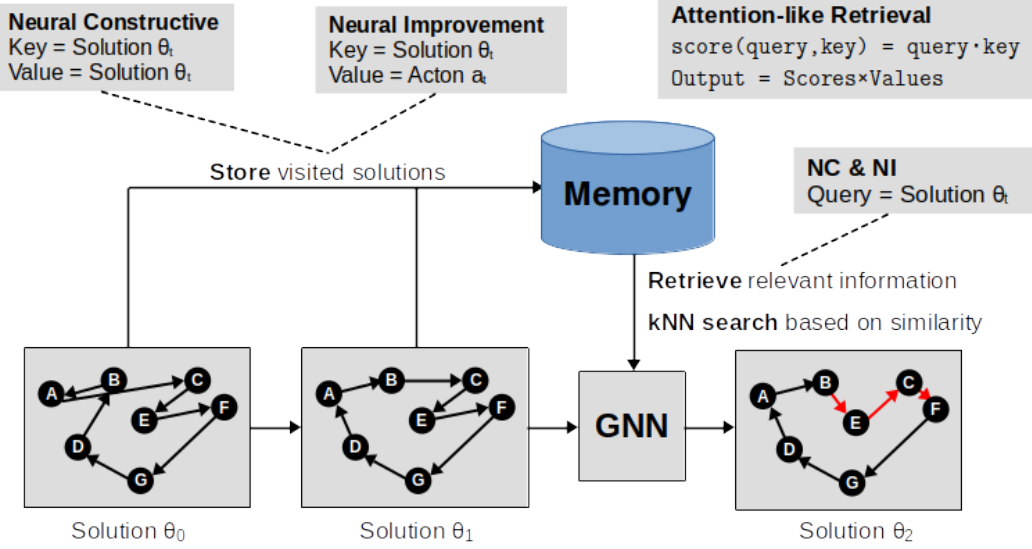 Neural Constructive
Key = Solution θₜ
Value = Solution θₜ
Neural Improvement
Key = Solution θₜ
Value = Acton aₜ
Attention-like Retrieval
score(query,key) = query·key
Output = Scores×Values
Store visited solutions
Memory
NC & NI
Query = Solution θₜ
Retrieve relevant information
kNN search based on similarity
A
B
C
D
E
F
G
Solution θ₀
A
B
C
D
E
F
G
Solution θ₁
GNN
A
B
C
D
E
F
G
Solution θ₂